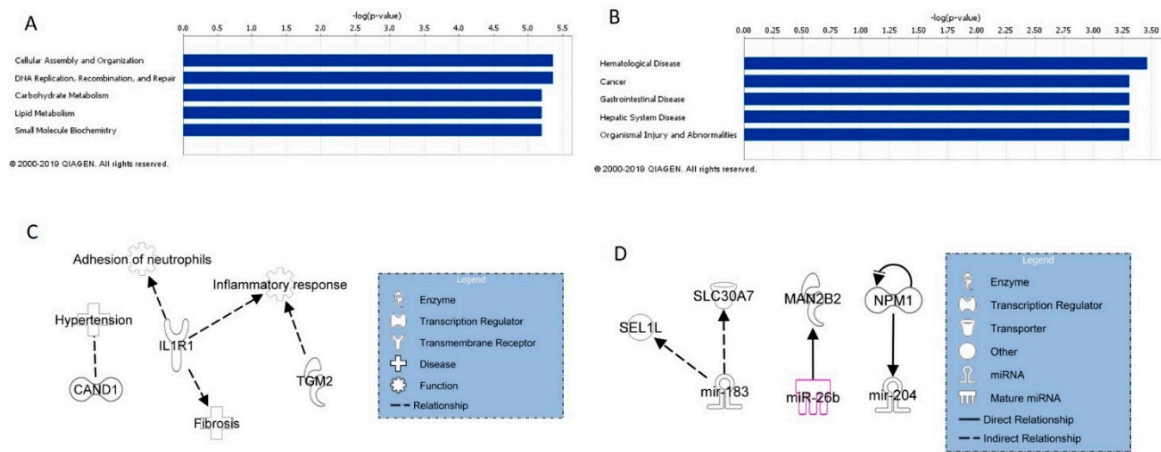 A
-log(p-value)
0.0 0.5 1.0 1.5 2.0 2.5 3.0 3.5 4.0 4.5 5.0 5.5
Cellular Assembly and Organization
DNA Replication, Recombination, and Repair
Carbohydrate Metabolism
Lipid Metabolism
Small Molecule Biochemistry
© 2000-2019 QIAGEN. All rights reserved.
B
-log(p-value)
0.00 0.25 0.50 0.75 1.00 1.25 1.50 1.75 2.00 2.25 2.50 2.75 3.00 3.25 3.50
Hematological Disease
Cancer
Gastrointestinal Disease
Hepatic System Disease
Organismal Injury and Abnormalities
© 2000-2019 QIAGEN. All rights reserved.
C
Adhesion of neutrophils
Inflammatory response
Hypertension
IL1R1
CAND1
TGM2
Fibrosis
Legend
Enzyme
Transcription Regulator
Transmembrane Receptor
Disease
Function
Relationship
D
SLC30A7
MAN2B2
NPM1
SEL1L
mir-183
miR-26b
mir-204
Legend
Enzyme
Transcription Regulator
Transporter
Other
miRNA
Mature miRNA
Direct Relationship
Indirect Relationship